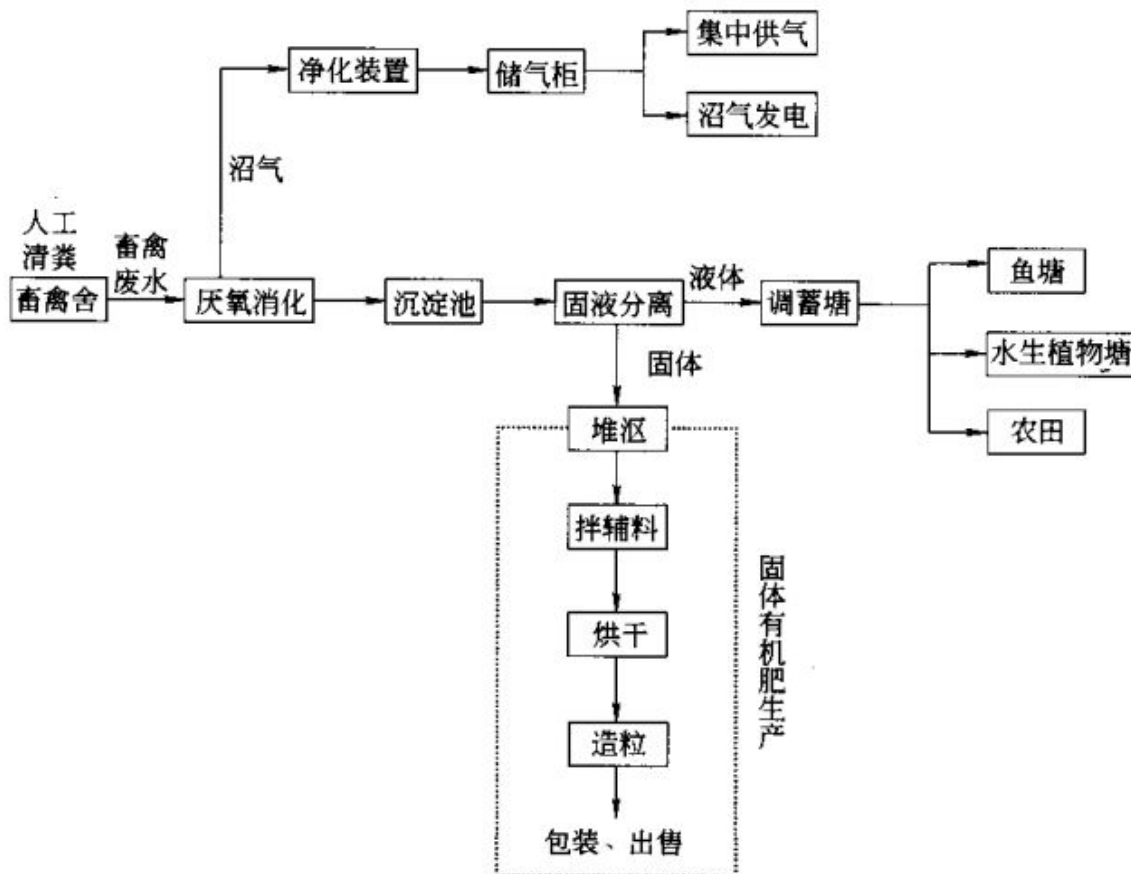 集中供气
净化装置
储气柜
沼气发电
沼气
人工
清粪
畜禽
废水
畜禽舍
厌氧消化
沉淀池
固液分离
液体
调蓄塘
鱼塘
水生植物塘
农田
固体
堆沤
拌辅料
烘干
造粒
包装、出售
固体有机肥生产